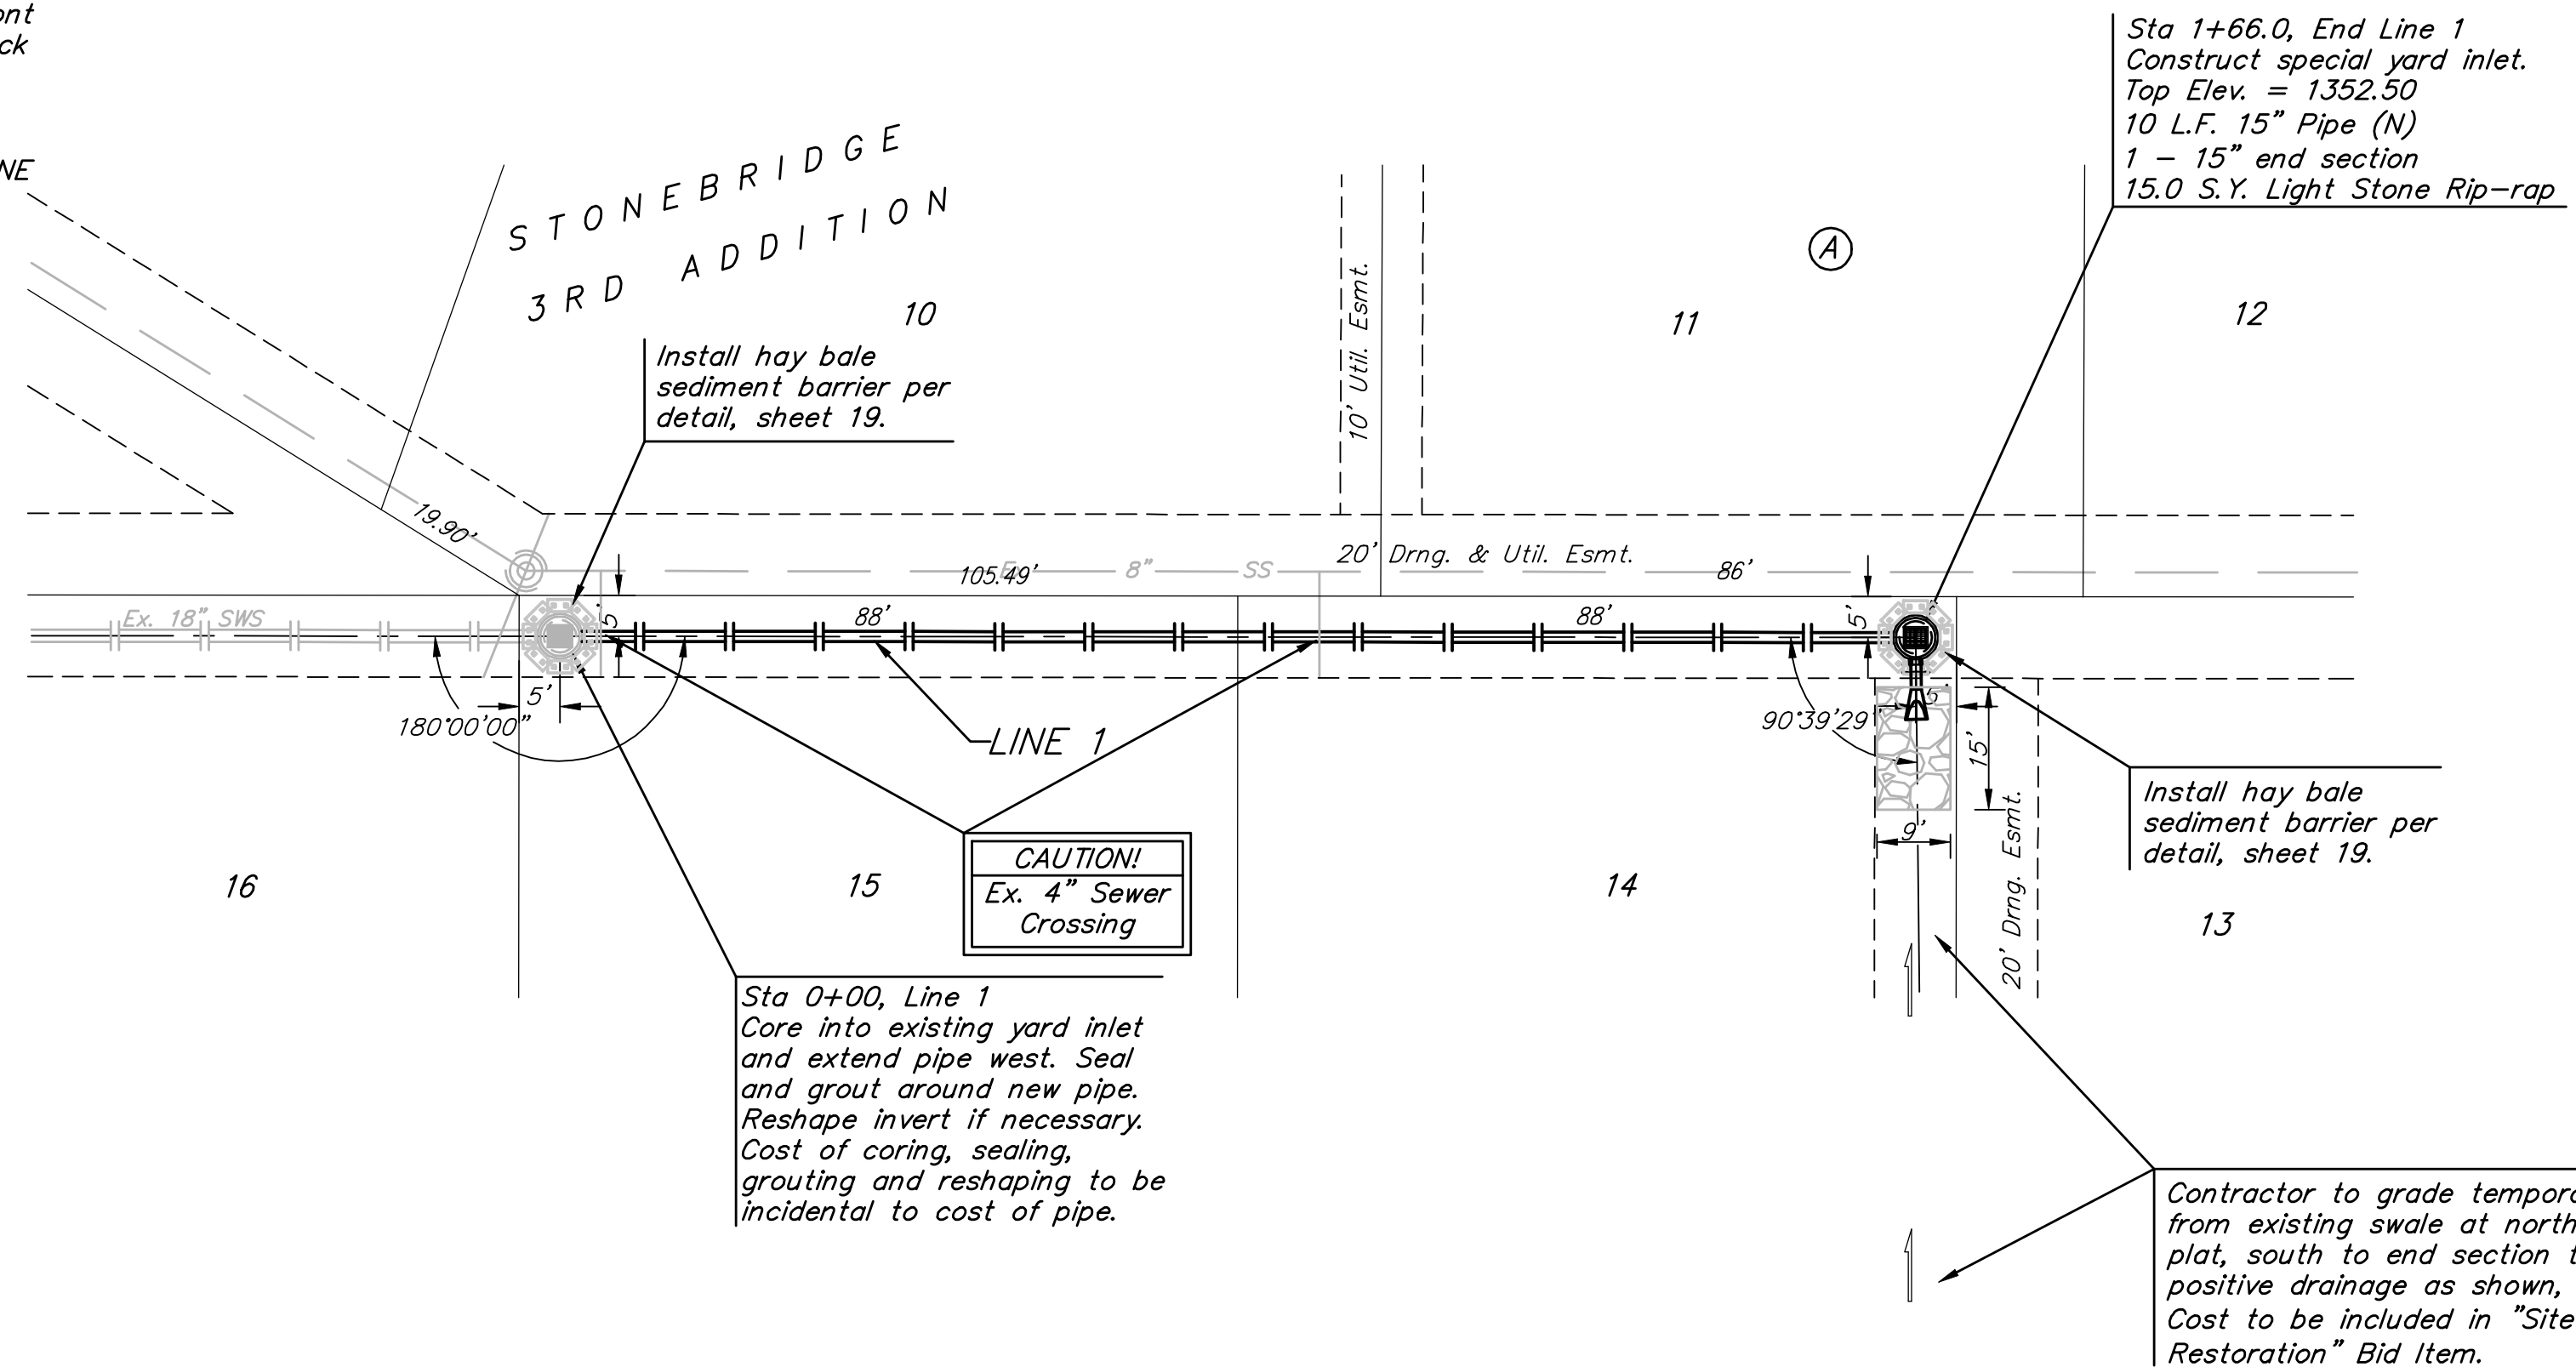 ont
ck
NE
Sta 1+66.0, End Line 1
Construct special yard inlet.
Top Elev. = 1352.50
10 L.F. 15" Pipe (N)
1 - 15" end section
15.0 S.Y. Light Stone Rip-rap
STONEBRIDGE
3RD ADDITION
A
10
11
12
Install hay bale
sediment barrier per
detail, sheet 19.
10' Util. Esmt.
19.90'
20' Drng. & Util. Esmt.
105.49'
Ex. 8" SS
86'
Ex. 18" SWS
88'
88'
5'
5'
5'
5'
180°00'00"
90°39'29"
LINE 1
15'
9'
20' Drng. Esmt.
Install hay bale
sediment barrier per
detail, sheet 19.
CAUTION!
Ex. 4" Sewer
Crossing
16
15
14
13
Sta 0+00, Line 1
Core into existing yard inlet
and extend pipe west. Seal
and grout around new pipe.
Reshape invert if necessary.
Cost of coring, sealing,
grouting and reshaping to be
incidental to cost of pipe.
Contractor to grade tempora
from existing swale at north
plat, south to end section t
positive drainage as shown,
Cost to be included in "Site
Restoration" Bid Item.